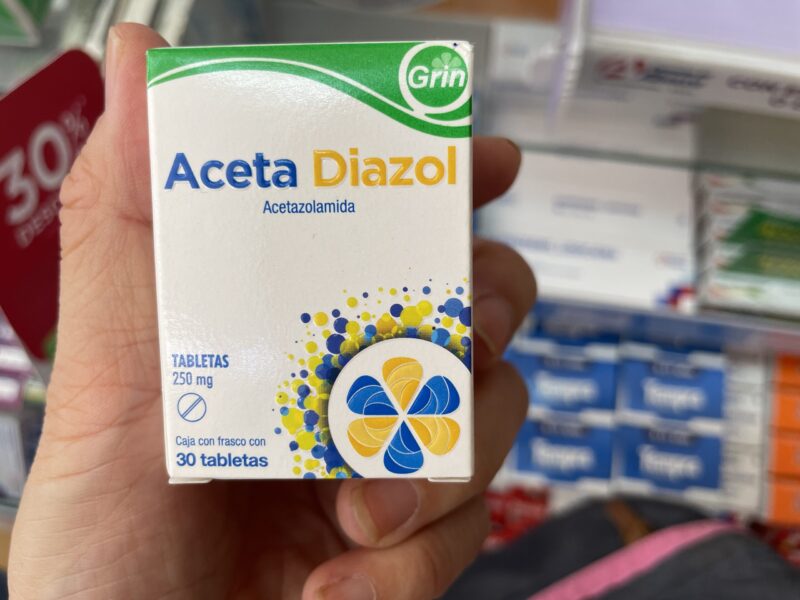 Grin
Aceta Diazol
Acetazolamida
TABLETAS
250 mg
Caja con frasco con
30 tabletas
30%